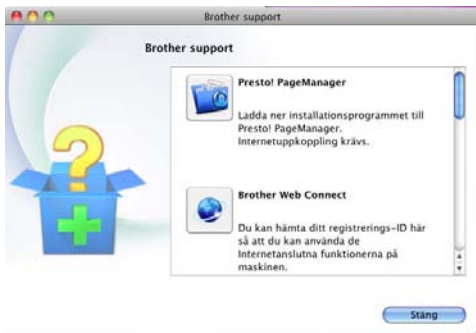 Brother support
Brother support
Presto! PageManager
Ladda ner installationsprogrammet till
Presto! PageManager.
Internetuppkoppling krävs.
Brother Web Connect
Du kan hämta ditt registrerings-ID här
så att du kan använda de
Internetanslutna funktionerna på
maskinen.
Stäng